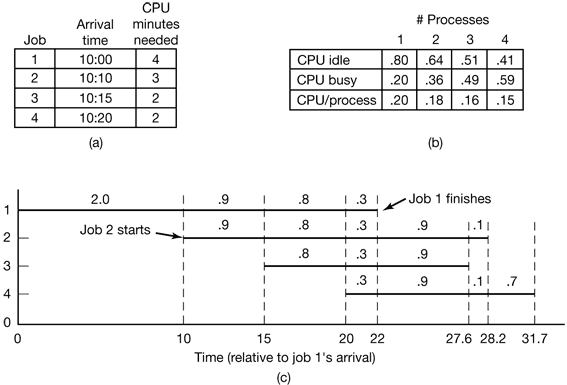 CPU
Arrival minutes
Job time needed
1 10:00 4
2 10:10 3
3 10:15 2
4 10:20 2
(a)
# Processes
1 2 3 4
CPU idle .80 .64 .51 .41
CPU busy .20 .36 .49 .59
CPU/process .20 .18 .16 .15
(b)
2.0 .9 .8 .3 Job 1 finishes
1
Job 2 starts .9 .8 .3 .9 .1
2
.8 .3 .9
3
.3 .9 .1 .7
4
0
0 10 15 20 22 27.6 28.2 31.7
Time (relative to job 1's arrival)
(c)